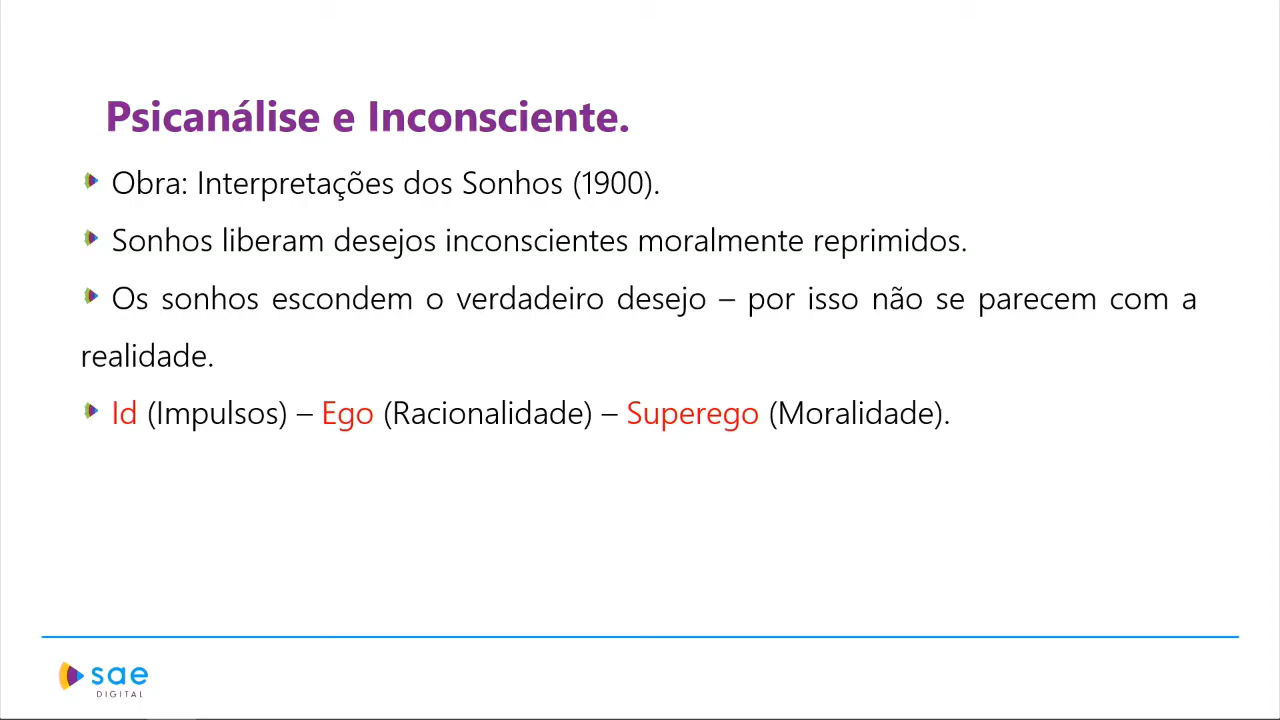 Psicanálise e Inconsciente.
Obra: Interpretações dos Sonhos (1900).
Sonhos liberam desejos inconscientes moralmente reprimidos.
Os sonhos escondem o verdadeiro desejo – por isso não se parecem com a
realidade.
Id (Impulsos) – Ego (Racionalidade) – Superego (Moralidade).
sae
DIGITAL